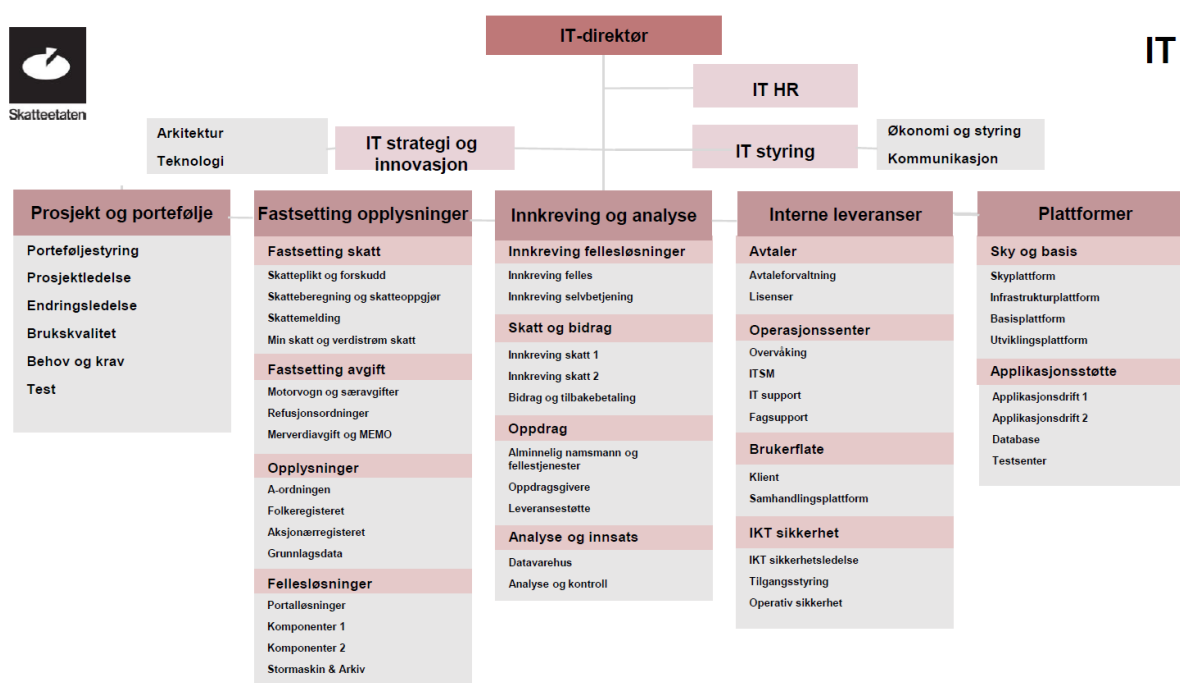 IT-direktør
IT
Skatteetaten
IT HR
Arkitektur
Teknologi
IT strategi og
innovasjon
IT styring
Økonomi og styring
Kommunikasjon
Prosjekt og portefølje
Porteføljestyring
Prosjektledelse
Endringsledelse
Brukskvalitet
Behov og krav
Test
Fastsetting opplysninger
Fastsetting skatt
Skatteplikt og forskudd
Skatteberegning og skatteoppgjør
Skattemelding
Min skatt og verdistrøm skatt
Fastsetting avgift
Motorvogn og særavgifter
Refusjonsordninger
Merverdiavgift og MEMO
Opplysninger
A-ordningen
Folkeregisteret
Aksjonærregisteret
Grunnlagsdata
Fellesløsninger
Portalløsninger
Komponenter 1
Komponenter 2
Stormaskin & Arkiv
Innkreving og analyse
Innkreving fellesløsninger
Innkreving felles
Innkreving selvbetjening
Skatt og bidrag
Innkreving skatt 1
Innkreving skatt 2
Bidrag og tilbakebetaling
Oppdrag
Alminnelig namsmann og
fellestjenester
Oppdragsgivere
Leveransestøtte
Analyse og innsats
Datavarehus
Analyse og kontroll
Interne leveranser
Avtaler
Avtaleforvaltning
Lisenser
Operasjonssenter
Overvåking
ITSM
IT support
Fagsupport
Brukerflate
Klient
Samhandlingsplattform
IKT sikkerhet
IKT sikkerhetsledelse
Tilgangsstyring
Operativ sikkerhet
Plattformer
Sky og basis
Skyplattform
Infrastrukturplattform
Basisplattform
Utviklingsplattform
Applikasjonsstøtte
Applikasjonsdrift 1
Applikasjonsdrift 2
Database
Testsenter